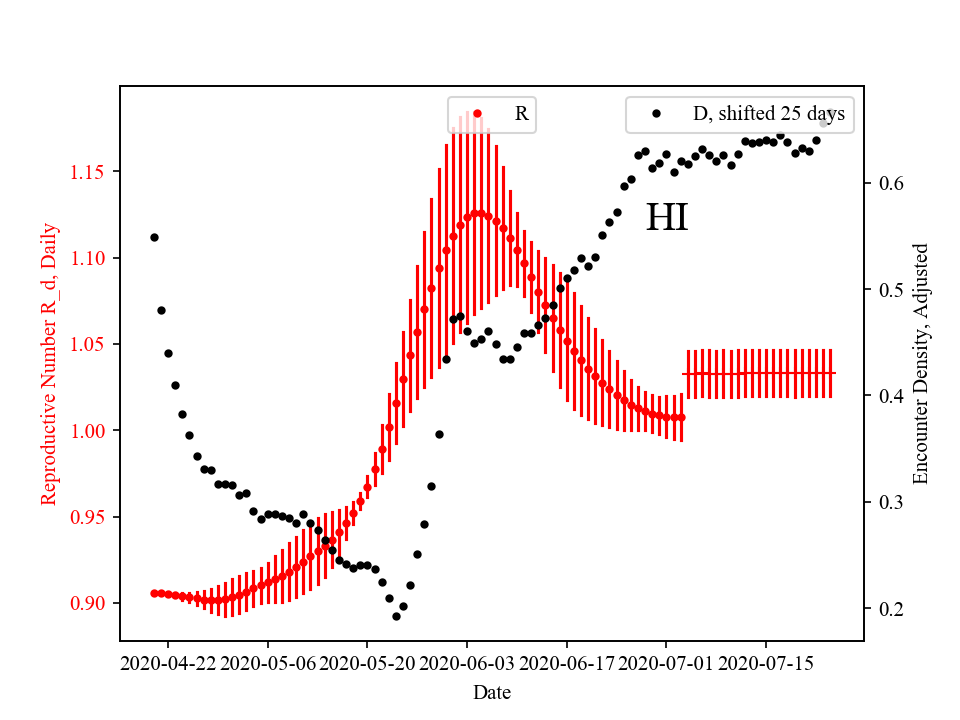 R
D, shifted 25 days
HI
Reproductive Number R_d, Daily
1.15
1.10
1.05
1.00
0.95
0.90
Encounter Density, Adjusted
0.6
0.5
0.4
0.3
0.2
2020-04-22 2020-05-06 2020-05-20 2020-06-03 2020-06-17 2020-07-01 2020-07-15
Date